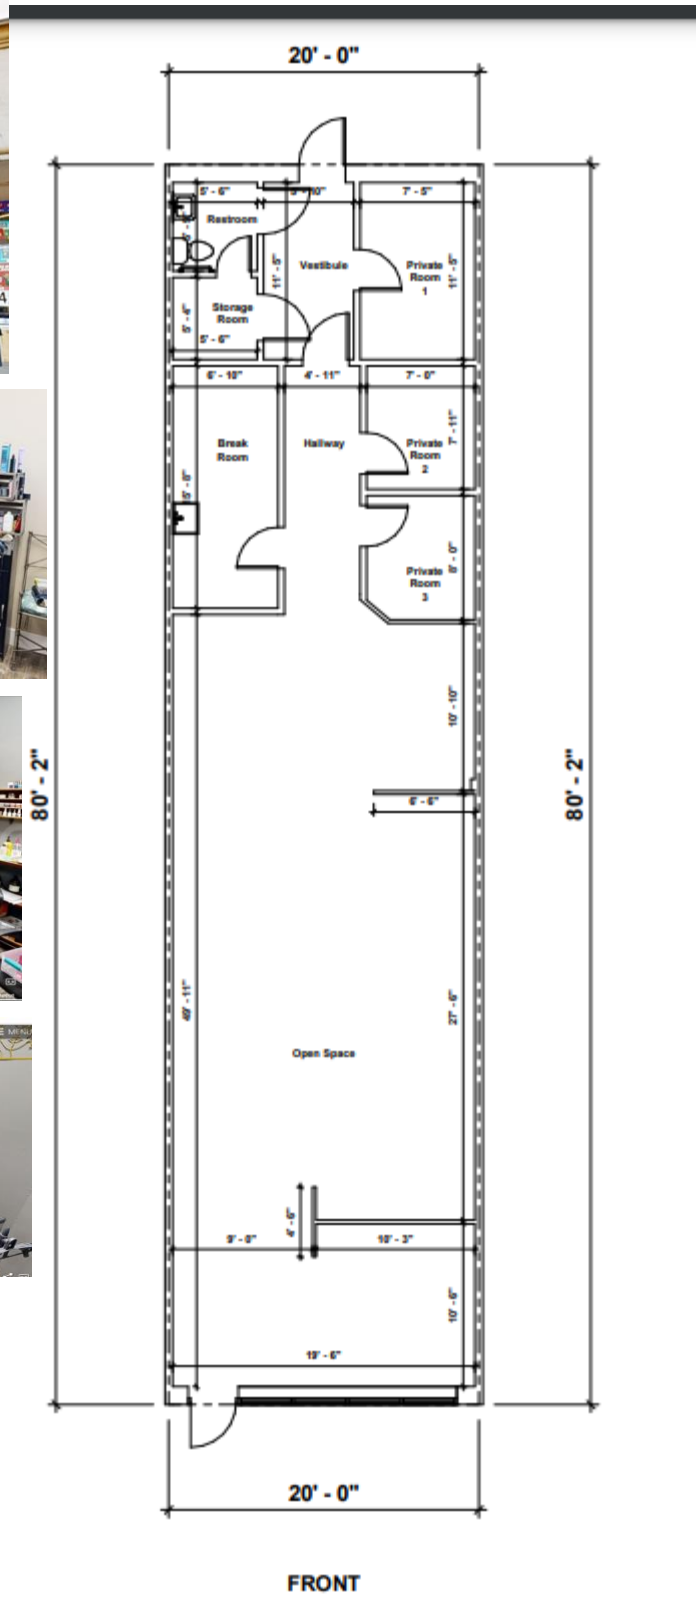 20' - 0"
5' - 6"
7' - 5"
Restroom
11' - 5"
Vestibule
Private
Room
1
11' - 5"
Storage
Room
5' - 6"
6' - 10"
4' - 11"
7' - 0"
Break
Room
Hallway
Private
Room
2
7' - 11"
Private
Room
3
8' - 0"
10' - 10"
6' - 6"
80' - 2"
80' - 2"
49' - 11"
27' - 6"
Open Space
4' - 6"
9' - 0"
10' - 3"
10' - 6"
19' - 6"
20' - 0"
FRONT
4